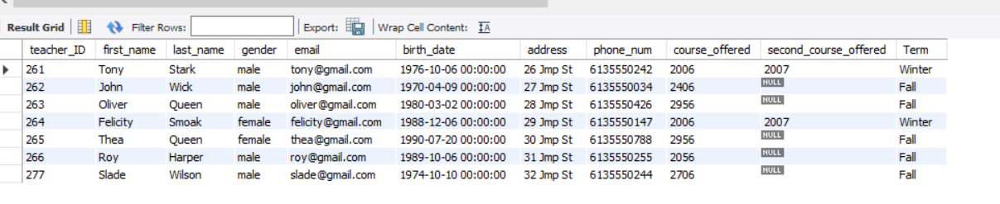 Result Grid Filter Rows: Export: Wrap Cell Content: IA
teacher_ID first_name last_name gender email birth_date address phone_num course_offered second_course_offered Term
261 Tony Stark male tony@gmail.com 1976-10-06 00:00:00 26 Jmp St 6135550242 2006 2007 Winter
262 John Wick male john@gmail.com 1970-04-09 00:00:00 27 Jmp St 6135550034 2406 NULL Fall
263 Oliver Queen male oliver@gmail.com 1980-03-02 00:00:00 28 Jmp St 6135550426 2956 NULL Fall
264 Felicity Smoak female felicity@gmail.com 1988-12-06 00:00:00 29 Jmp St 6135550147 2006 2007 Winter
265 Thea Queen female thea@gmail.com 1990-07-20 00:00:00 30 Jmp St 6135550788 2956 NULL Fall
266 Roy Harper male roy@gmail.com 1989-10-06 00:00:00 31 Jmp St 6135550255 2056 NULL Fall
277 Slade Wilson male slade@gmail.com 1974-10-10 00:00:00 32 Jmp St 6135550244 2706 NULL Fall